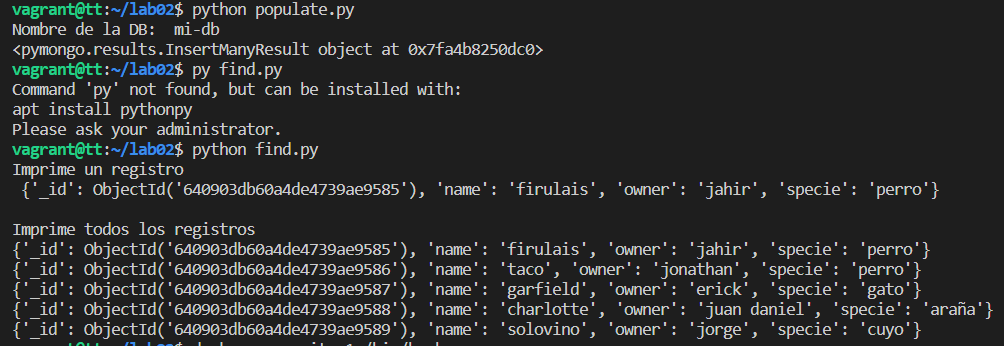 vagrant@tt:~/lab02$ python populate.py
Nombre de la DB:  mi-db
<pymongo.results.InsertManyResult object at 0x7fa4b8250dc0>
vagrant@tt:~/lab02$ py find.py
Command 'py' not found, but can be installed with:
apt install pythonpy
Please ask your administrator.
vagrant@tt:~/lab02$ python find.py
Imprime un registro
 {'_id': ObjectId('640903db60a4de4739ae9585'), 'name': 'firulais', 'owner': 'jahir', 'specie': 'perro'}

Imprime todos los registros
{'_id': ObjectId('640903db60a4de4739ae9585'), 'name': 'firulais', 'owner': 'jahir', 'specie': 'perro'}
{'_id': ObjectId('640903db60a4de4739ae9586'), 'name': 'taco', 'owner': 'jonathan', 'specie': 'perro'}
{'_id': ObjectId('640903db60a4de4739ae9587'), 'name': 'garfield', 'owner': 'erick', 'specie': 'gato'}
{'_id': ObjectId('640903db60a4de4739ae9588'), 'name': 'charlotte', 'owner': 'juan daniel', 'specie': 'araña'}
{'_id': ObjectId('640903db60a4de4739ae9589'), 'name': 'solovino', 'owner': 'jorge', 'specie': 'cuyo'}